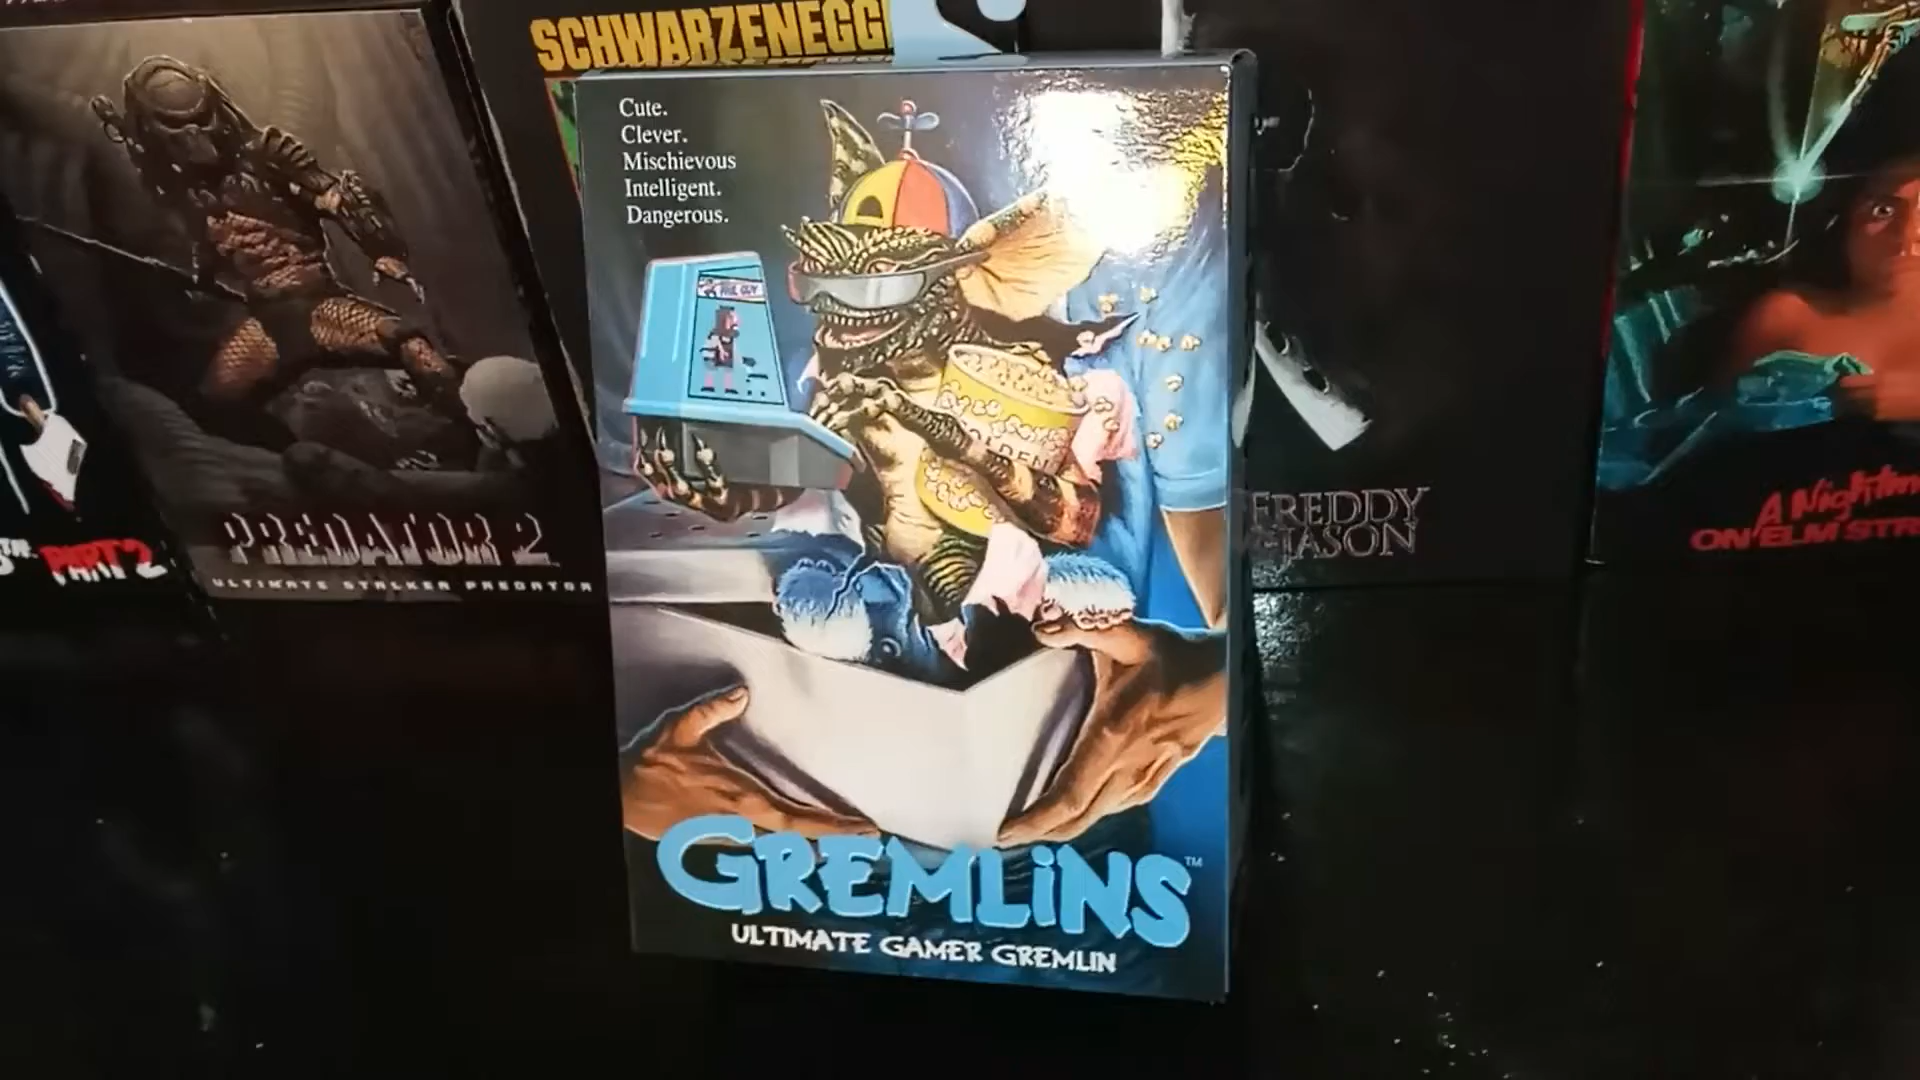 SCHWARZENEGG
Cute.
Clever.
Mischievous
Intelligent.
Dangerous.
GREMLiNS™
ULTIMATE GAMER GREMLIN
PREDATOR 2
ULTIMATE STALKER PREDATOR
PART 2
FREDDY
JASON
A Nightm
ON ELM STR